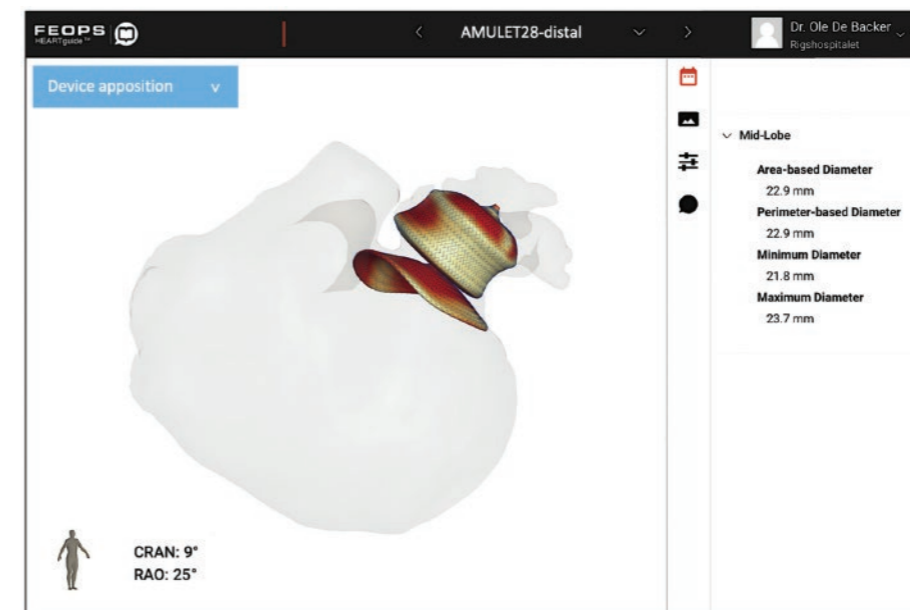 FEOPS
HEARTguide™
AMULET28-distal
Dr. Ole De Backer
Rigshospitalet
Device apposition
Mid-Lobe
Area-based Diameter
22.9 mm
Perimeter-based Diameter
22.9 mm
Minimum Diameter
21.8 mm
Maximum Diameter
23.7 mm
CRAN: 9°
RAO: 25°